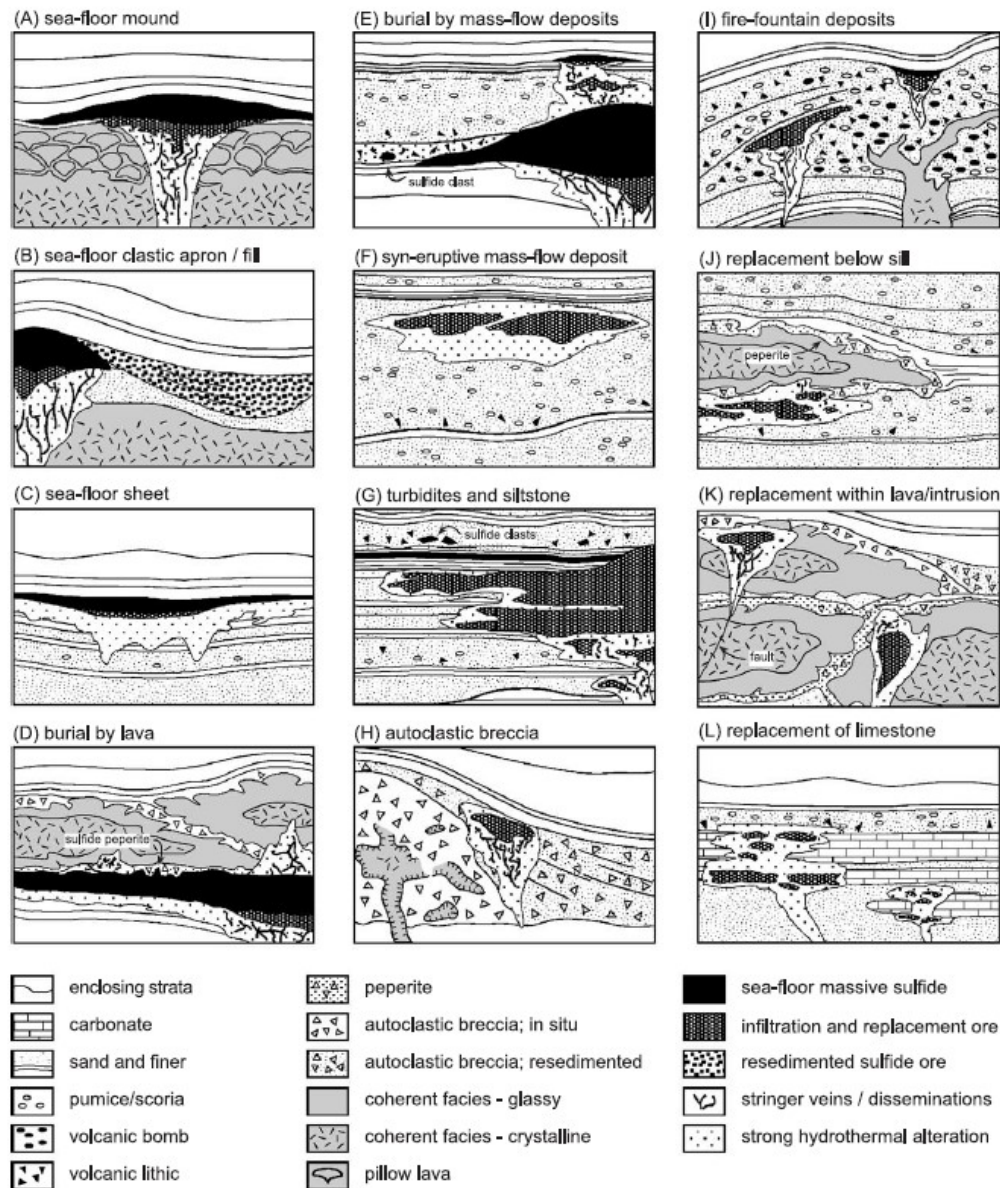 (A) sea-floor mound
(B) sea-floor clastic apron / fill
(C) sea-floor sheet
(D) burial by lava
sulfide peperite
(E) burial by mass-flow deposits
sulfide clast
(F) syn-eruptive mass-flow deposit
(G) turbidites and siltstone
sulfide clasts
(H) autoclastic breccia
(I) fire-fountain deposits
(J) replacement below sill
peperite
(K) replacement within lava/intrusion
fault
(L) replacement of limestone
enclosing strata
carbonate
sand and finer
pumice/scoria
volcanic bomb
volcanic lithic
peperite
autoclastic breccia; in situ
autoclastic breccia; resedimented
coherent facies - glassy
coherent facies - crystalline
pillow lava
sea-floor massive sulfide
infiltration and replacement ore
resedimented sulfide ore
stringer veins / disseminations
strong hydrothermal alteration